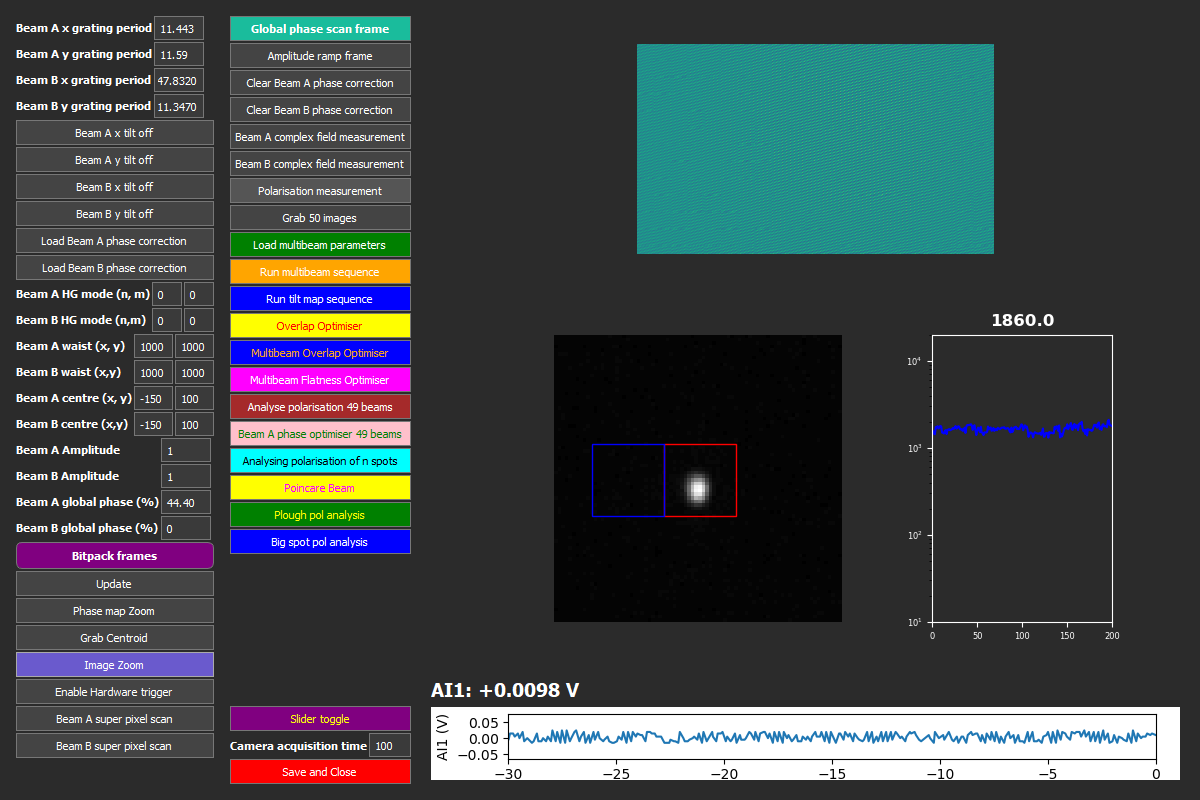 Beam A x grating period 11.443
Beam A y grating period 11.59
Beam B x grating period 47.8320
Beam B y grating period 11.3470
Beam A x tilt off
Beam A y tilt off
Beam B x tilt off
Beam B y tilt off
Load Beam A phase correction
Load Beam B phase correction
Beam A HG mode (n, m) 0 0
Beam B HG mode (n,m) 0 0
Beam A waist (x, y) 1000 1000
Beam B waist (x,y) 1000 1000
Beam A centre (x, y) -150 100
Beam B centre (x,y) -150 100
Beam A Amplitude 1
Beam B Amplitude 1
Beam A global phase (%) 44.40
Beam B global phase (%) 0
Bitpack frames
Update
Phase map Zoom
Grab Centroid
Image Zoom
Enable Hardware trigger
Beam A super pixel scan
Beam B super pixel scan
Global phase scan frame
Amplitude ramp frame
Clear Beam A phase correction
Clear Beam B phase correction
Beam A complex field measurement
Beam B complex field measurement
Polarisation measurement
Grab 50 images
Load multibeam parameters
Run multibeam sequence
Run tilt map sequence
Overlap Optimiser
Multibeam Overlap Optimiser
Multibeam Flatness Optimiser
Analyse polarisation 49 beams
Beam A phase optimiser 49 beams
Analysing polarisation of n spots
Poincare Beam
Plough pol analysis
Big spot pol analysis
Slider toggle
Camera acquisition time 100
Save and Close
1860.0
10⁴
10³
10²
10¹
0 50 100 150 200
AI1: +0.0098 V
AI1 (V)
0.05
0.00
−0.05
−30 −25 −20 −15 −10 −5 0